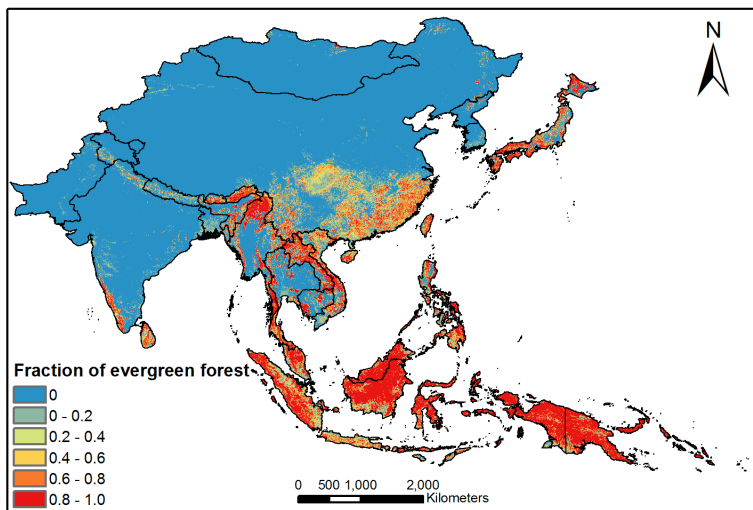 N
Fraction of evergreen forest
0
0 - 0.2
0.2 - 0.4
0.4 - 0.6
0.6 - 0.8
0.8 - 1.0
0 500 1,000 2,000
Kilometers